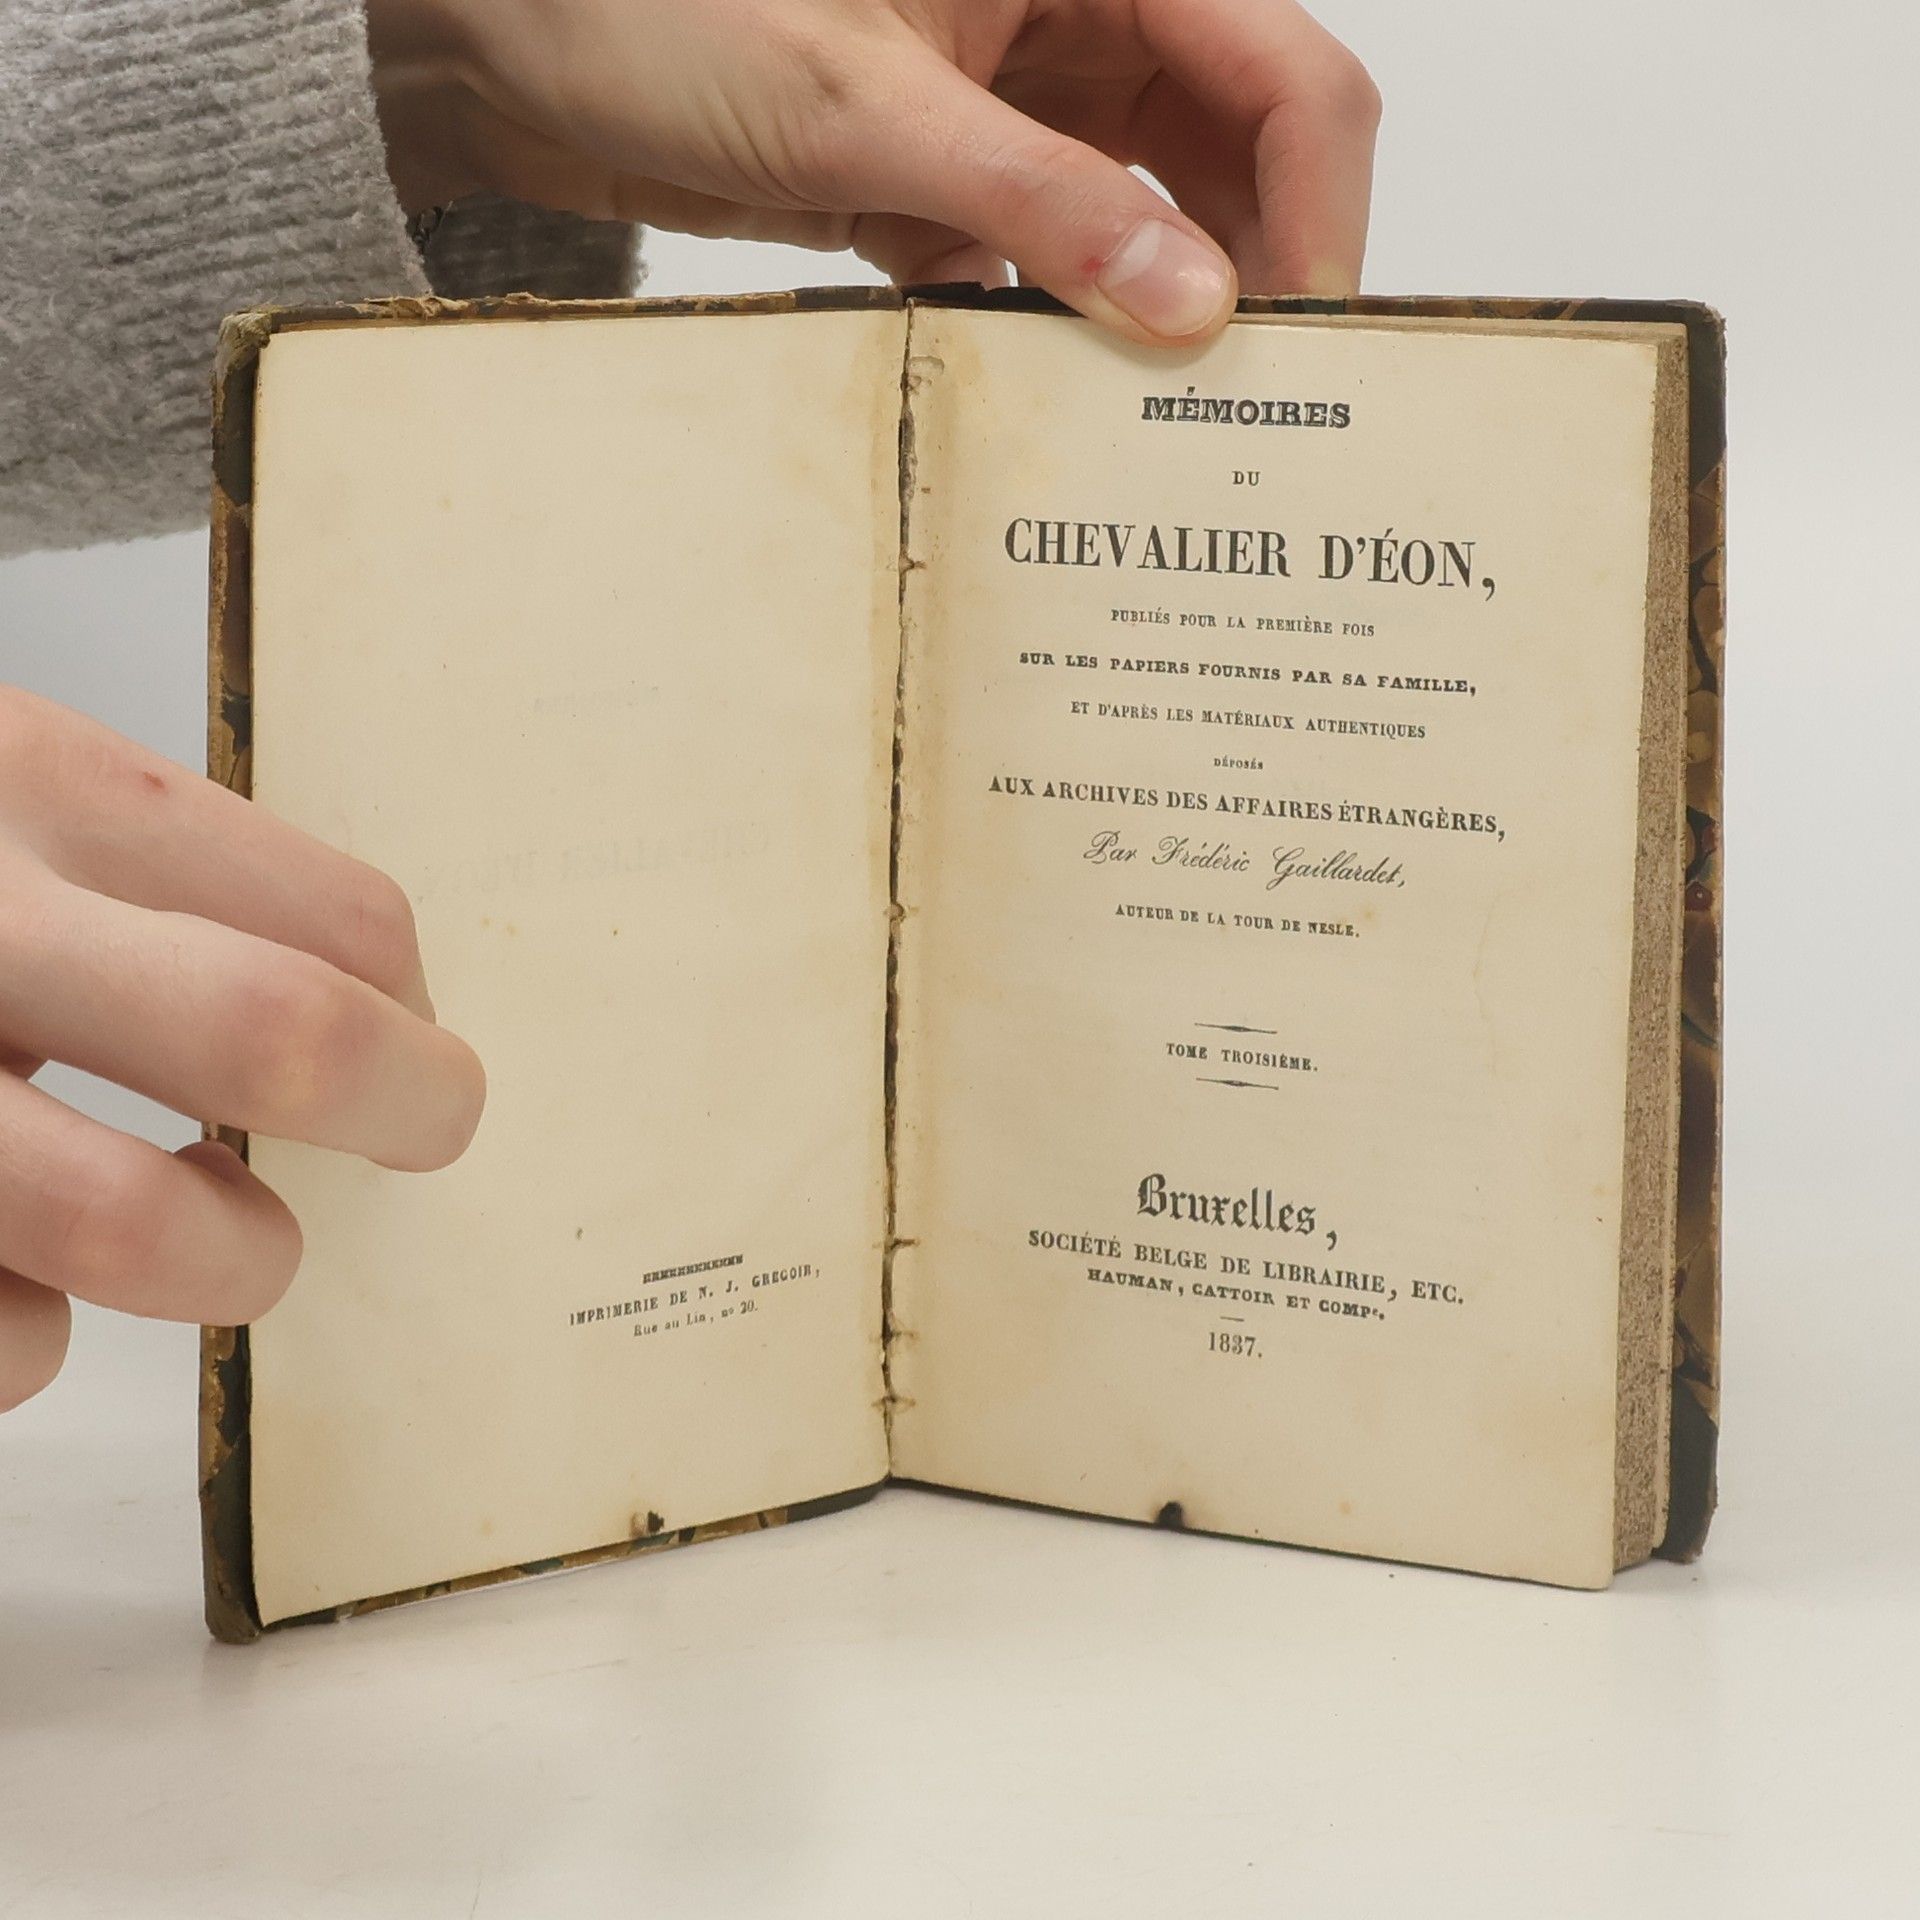 IMPRIMERIE DE N. J. GREGOIR,
Rue au Lin, nº 20.
MÉMOIRES
DU
CHEVALIER D'ÉON,
PUBLIÉS POUR LA PREMIÈRE FOIS
SUR LES PAPIERS FOURNIS PAR SA FAMILLE,
ET D'APRÈS LES MATÉRIAUX AUTHENTIQUES
DÉPOSÉS
AUX ARCHIVES DES AFFAIRES ÉTRANGÈRES,
Par Frédéric Gaillardet,
AUTEUR DE LA TOUR DE NESLE.
TOME TROISIÈME.
Bruxelles,
SOCIÉTÉ BELGE DE LIBRAIRIE, ETC.
HAUMAN, CATTOIR ET COMPᵉ.
1837.